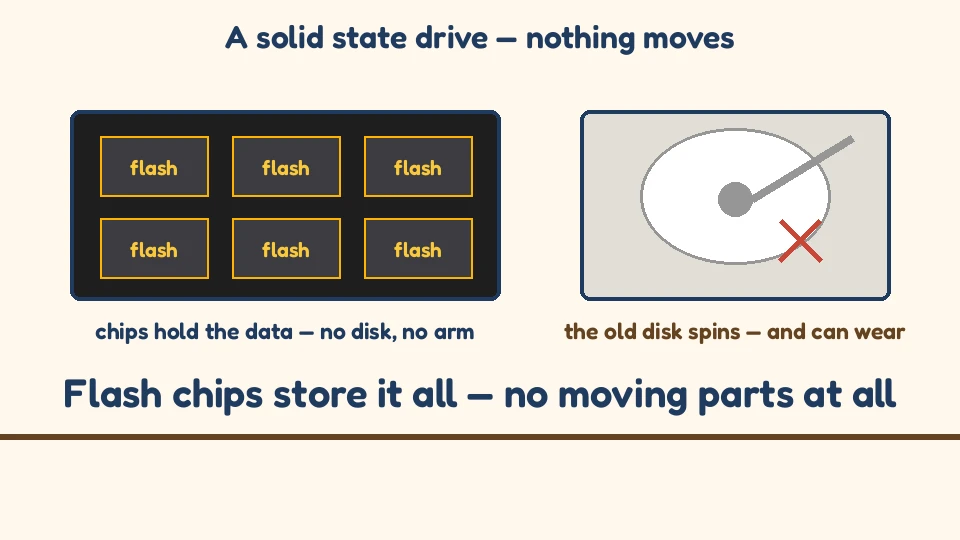 A solid state drive — nothing moves
flash flash flash
flash flash flash
chips hold the data — no disk, no arm
the old disk spins — and can wear
Flash chips store it all — no moving parts at all